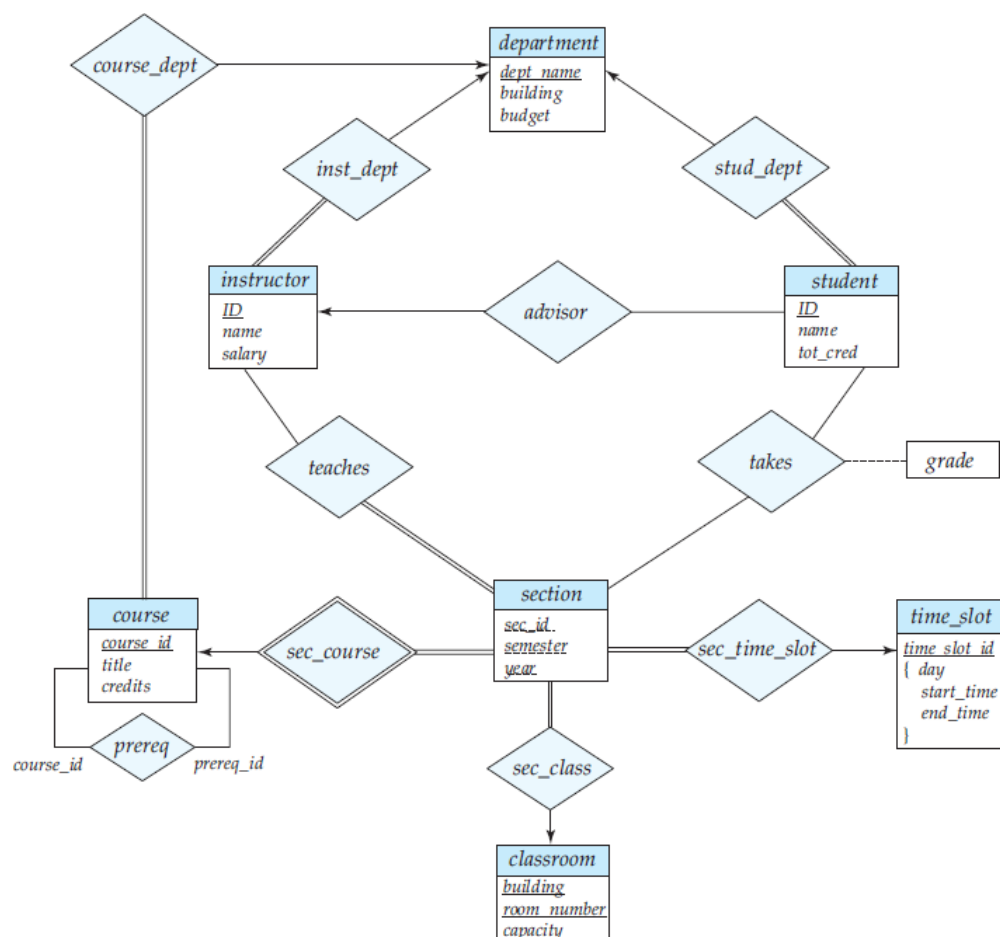 department
course_dept
dept_name
building
budget
inst_dept
stud_dept
instructor
ID
name
salary
advisor
student
ID
name
tot_cred
teaches
takes
grade
section
sec_id
semester
year
course
course_id
title
credits
sec_course
sec_time_slot
time_slot
time_slot_id
{ day
start_time
end_time
}
prereq
course_id
prereq_id
sec_class
classroom
building
room_number
capacity